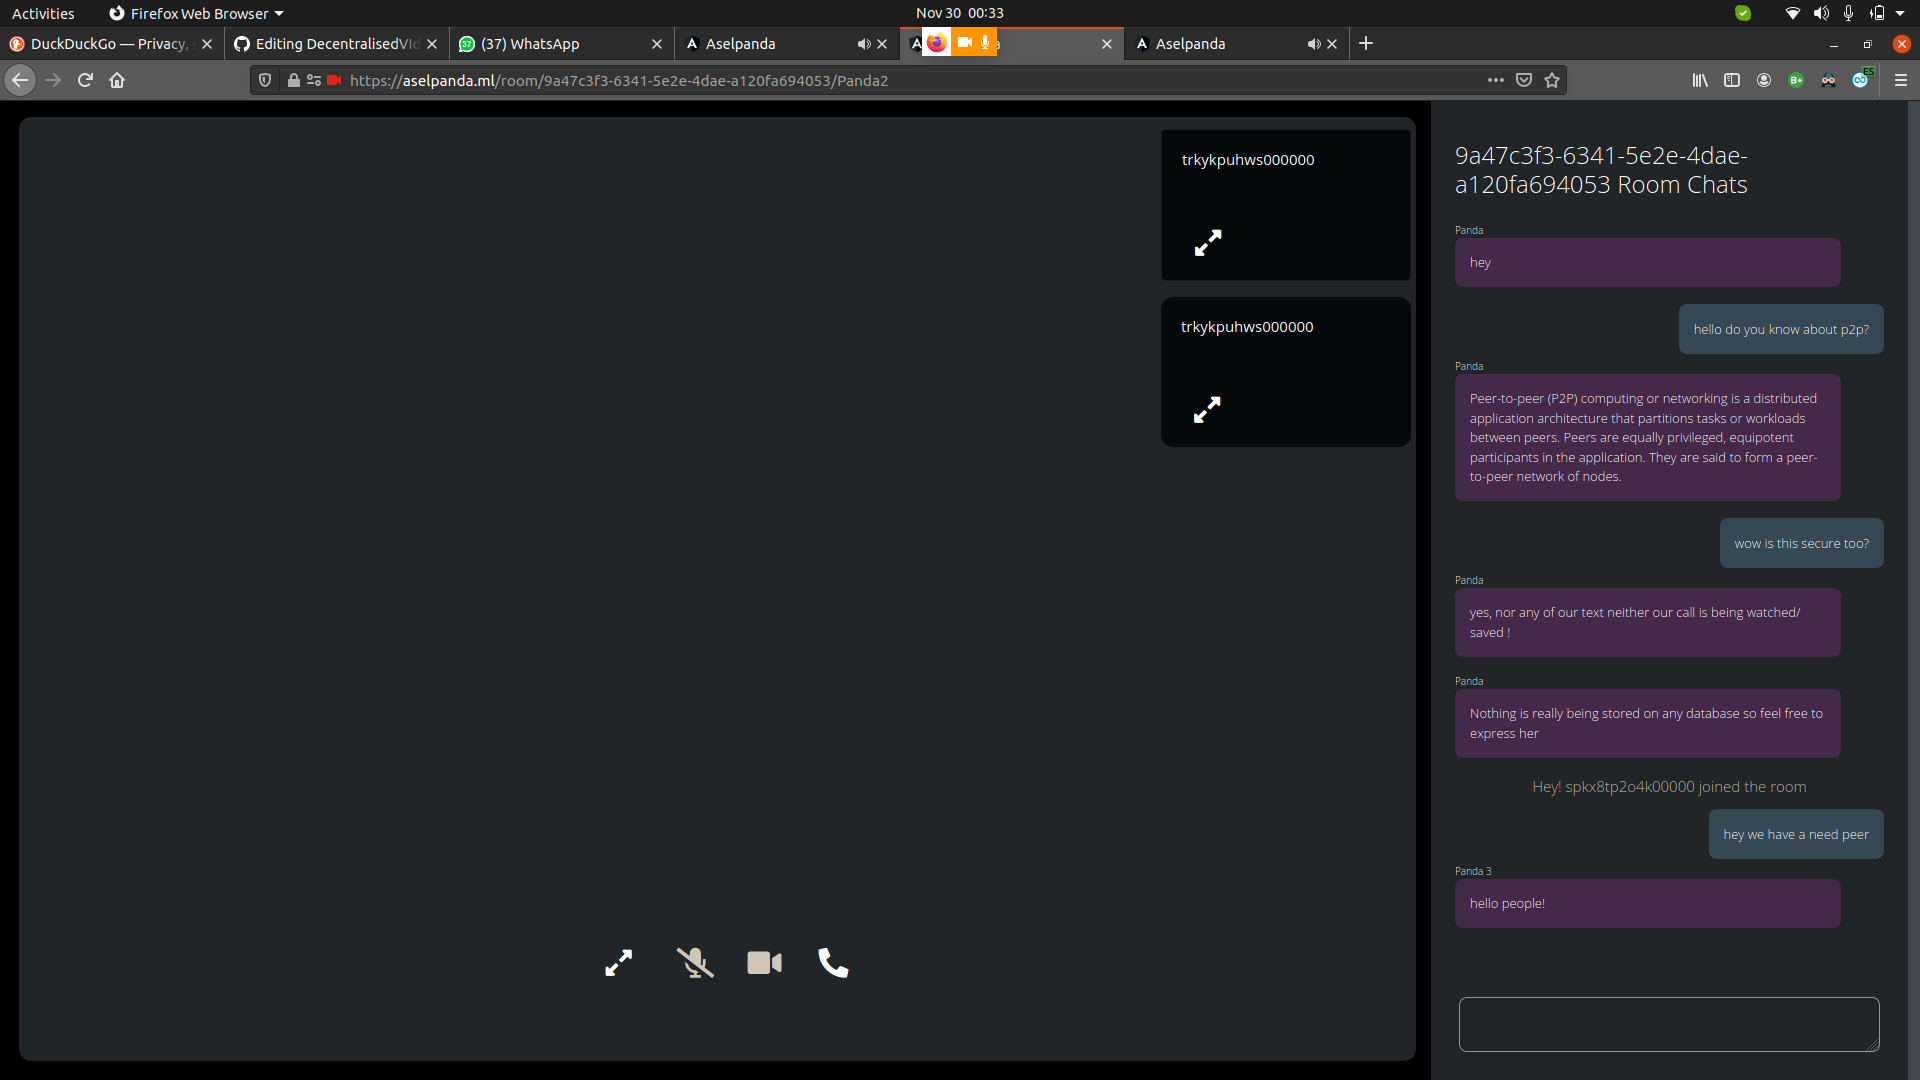 Activities
Firefox Web Browser
Nov 30 00:33
DuckDuckGo — Privacy,
Editing DecentralisedVid
37
(37) WhatsApp
Aselpanda
Aselpanda
https://aselpanda.ml/room/9a47c3f3-6341-5e2e-4dae-a120fa694053/Panda2
ES
B+
trkykpuhws000000
trkykpuhws000000
9a47c3f3-6341-5e2e-4dae-
a120fa694053 Room Chats
Panda
hey
hello do you know about p2p?
Panda
Peer-to-peer (P2P) computing or networking is a distributed
application architecture that partitions tasks or workloads
between peers. Peers are equally privileged, equipotent
participants in the application. They are said to form a peer-
to-peer network of nodes.
wow is this secure too?
Panda
yes, nor any of our text neither our call is being watched/
saved !
Panda
Nothing is really being stored on any database so feel free to
express her
Hey! spkx8tp2o4k00000 joined the room
hey we have a need peer
Panda 3
hello people!